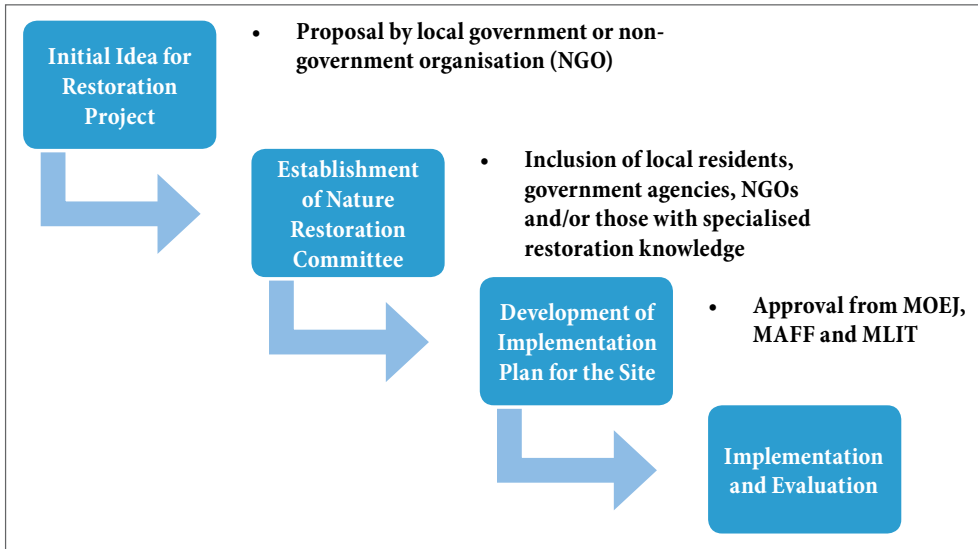 Initial Idea for
Restoration
Project
• Proposal by local government or non-
government organisation (NGO)
Establishment
of Nature
Restoration
Committee
• Inclusion of local residents,
government agencies, NGOs
and/or those with specialised
restoration knowledge
Development of
Implementation
Plan for the Site
• Approval from MOEJ,
MAFF and MLIT
Implementation
and Evaluation